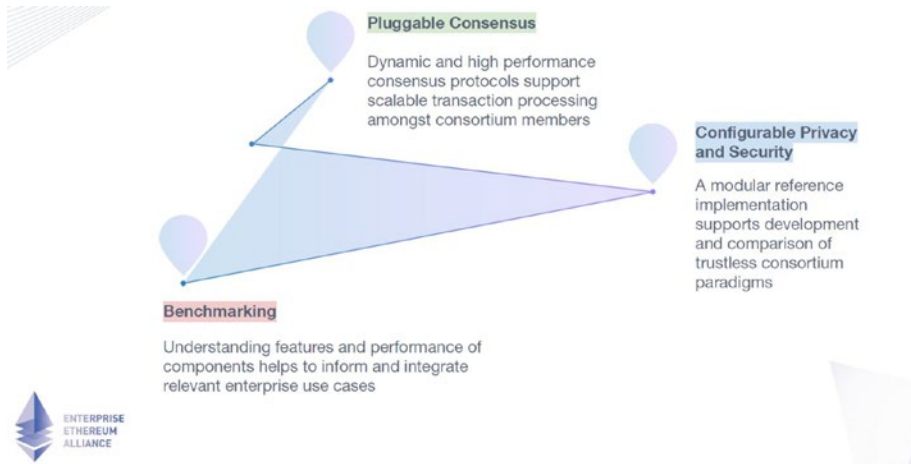 Pluggable Consensus
Dynamic and high performance
consensus protocols support
scalable transaction processing
amongst consortium members
Configurable Privacy
and Security
A modular reference
implementation
supports development
and comparison of
trustless consortium
paradigms
Benchmarking
Understanding features and performance of
components helps to inform and integrate
relevant enterprise use cases
ENTERPRISE
ETHEREUM
ALLIANCE